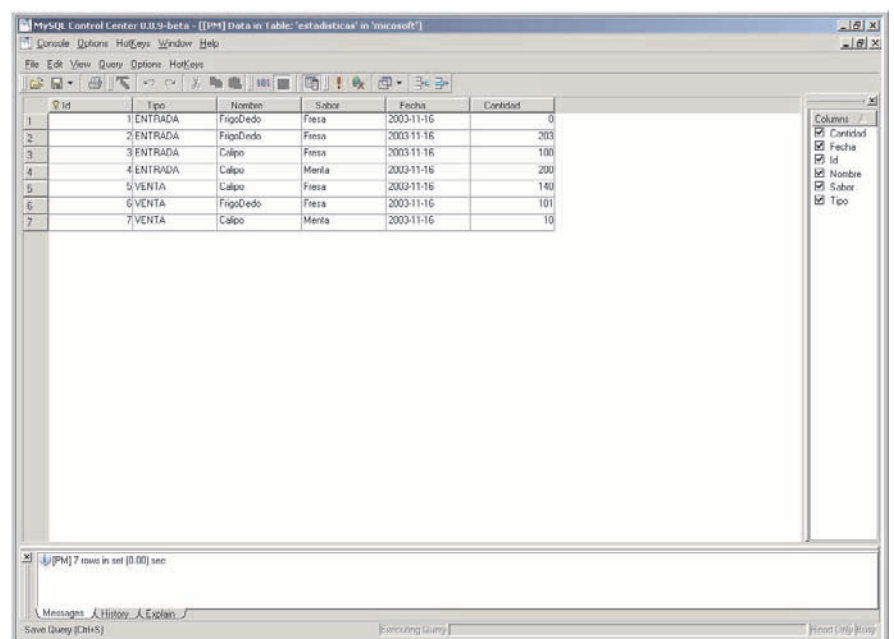 MySQL Control Center 0.8.9-beta - [[PM] Data in Table: 'estadisticas' in 'micosoft']
Console Options HotKeys Window Help
File Edit View Query Options HotKeys
Id Tipo Nombre Sabor Fecha Cantidad
1 1 ENTRADA FrigoDedo Fresa 2003-11-16 0
2 2 ENTRADA FrigoDedo Fresa 2003-11-16 203
3 3 ENTRADA Calipo Fresa 2003-11-16 100
4 4 ENTRADA Calipo Menta 2003-11-16 200
5 5 VENTA Calipo Fresa 2003-11-16 140
6 6 VENTA FrigoDedo Fresa 2003-11-16 101
7 7 VENTA Calipo Menta 2003-11-16 10
Columns
Cantidad
Fecha
Id
Nombre
Sabor
Tipo
[PM] 7 rows in set (0.00) sec
Messages History Explain
Save Query (Ctrl+S) Executing Query Read Only Busy